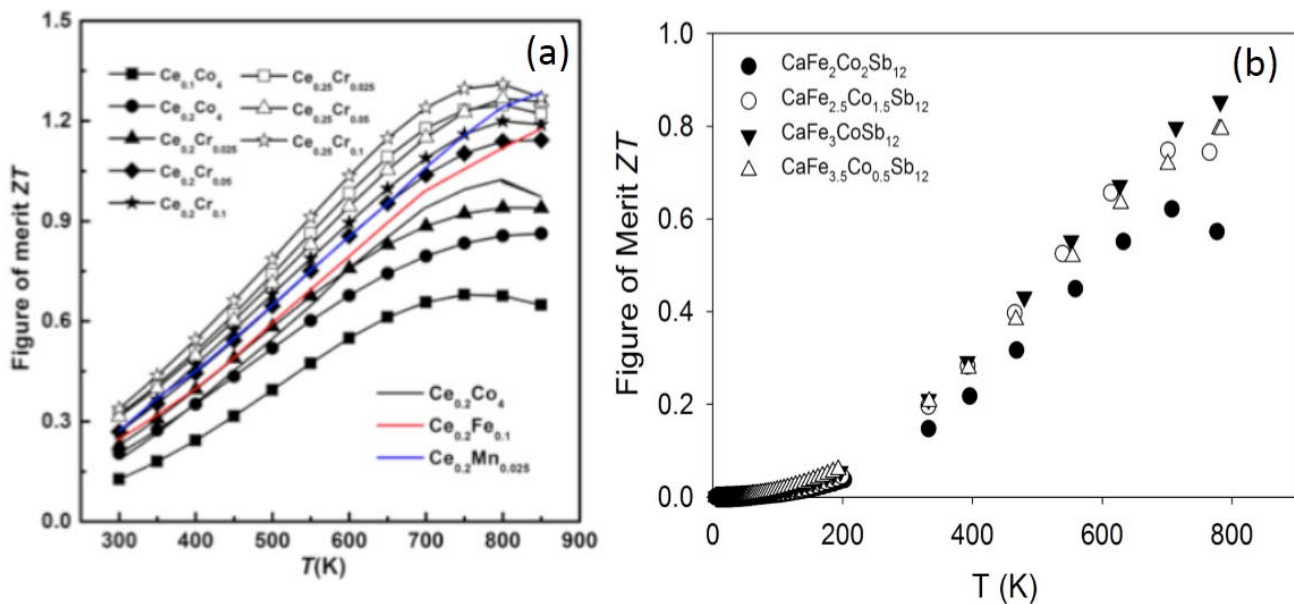 (a)
Figure of merit ZT
1.5
1.2
0.9
0.6
0.3
0.0
Ce₀.₁Co₄
Ce₀.₂Co₄
Ce₀.₂Cr₀.₀₂₅
Ce₀.₂Cr₀.₀₅
Ce₀.₂Cr₀.₁
Ce₀.₂₅Cr₀.₀₂₅
Ce₀.₂₅Cr₀.₀₅
Ce₀.₂₅Cr₀.₁
Ce₀.₂Co₄
Ce₀.₂Fe₀.₁
Ce₀.₂Mn₀.₀₂₅
300 400 500 600 700 800 900
T(K)
(b)
Figure of Merit ZT
1.0
0.8
0.6
0.4
0.2
0.0
CaFe₂Co₂Sb₁₂
CaFe₂.₅Co₁.₅Sb₁₂
CaFe₃CoSb₁₂
CaFe₃.₅Co₀.₅Sb₁₂
0 200 400 600 800
T (K)